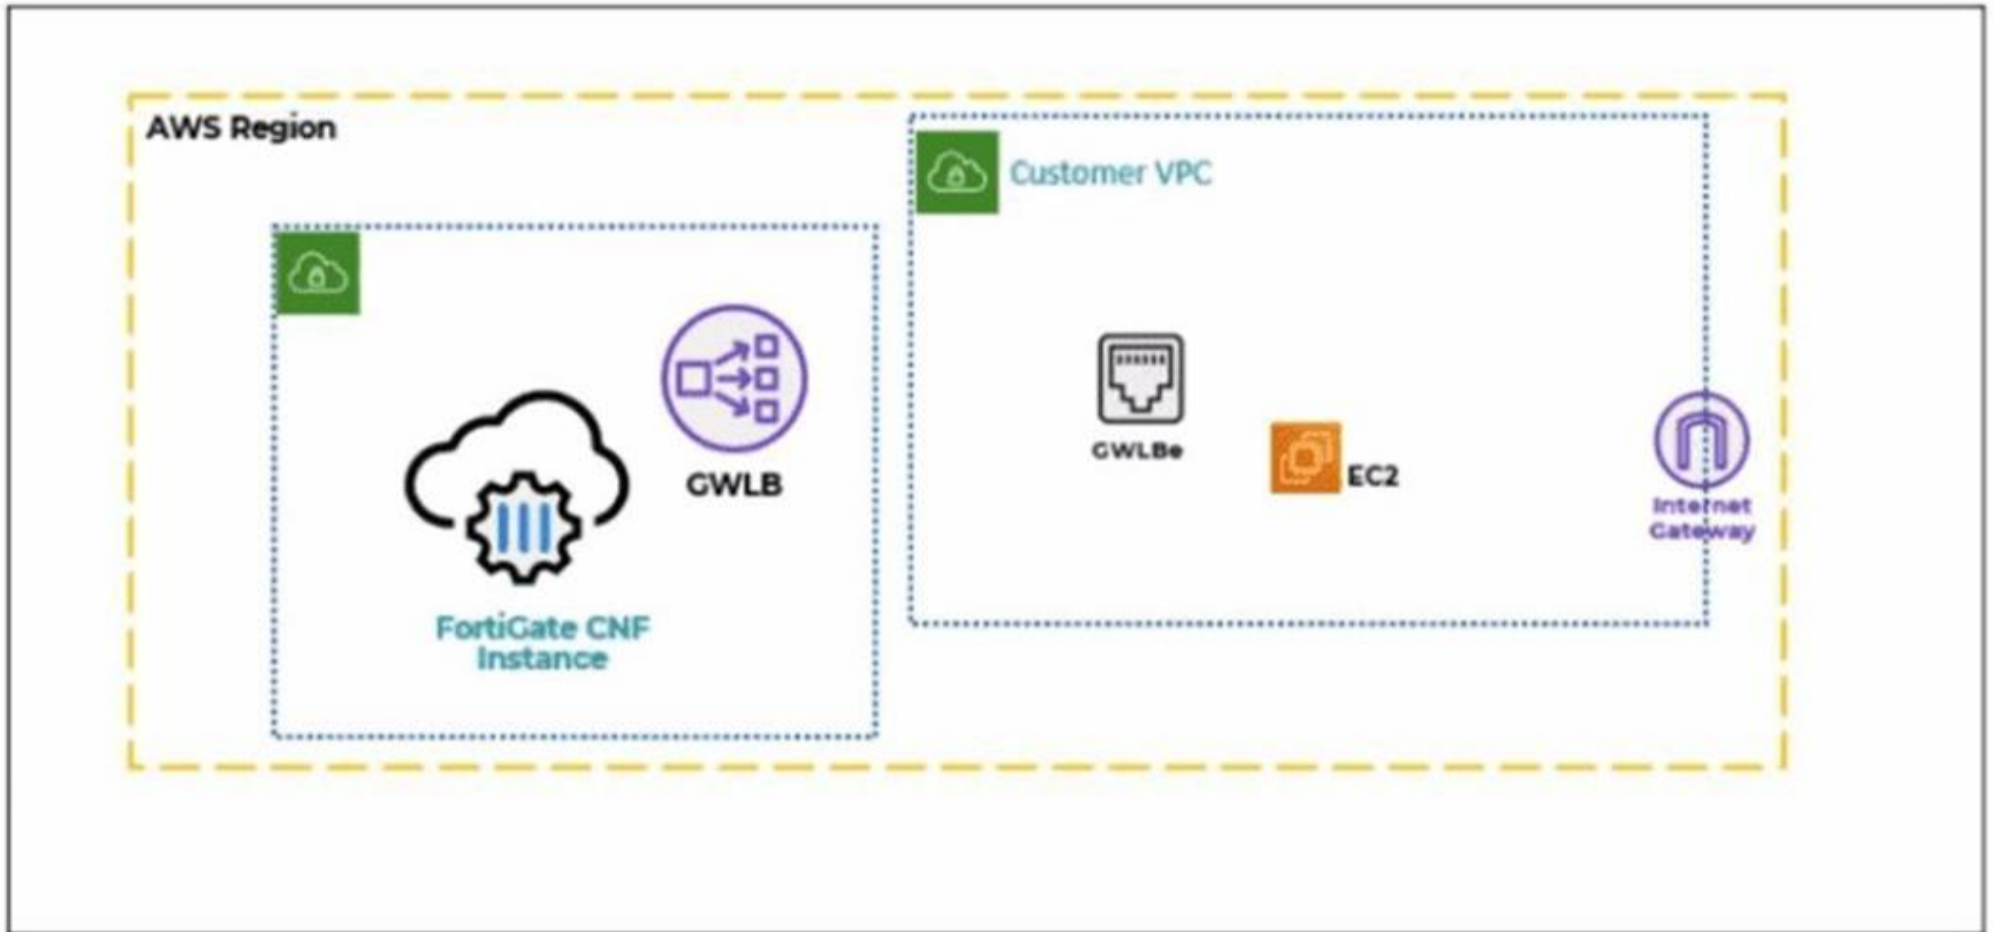 AWS Region
Customer VPC
GWLB
GWLBe
EC2
Internet
Gateway
FortiGate CNF
Instance